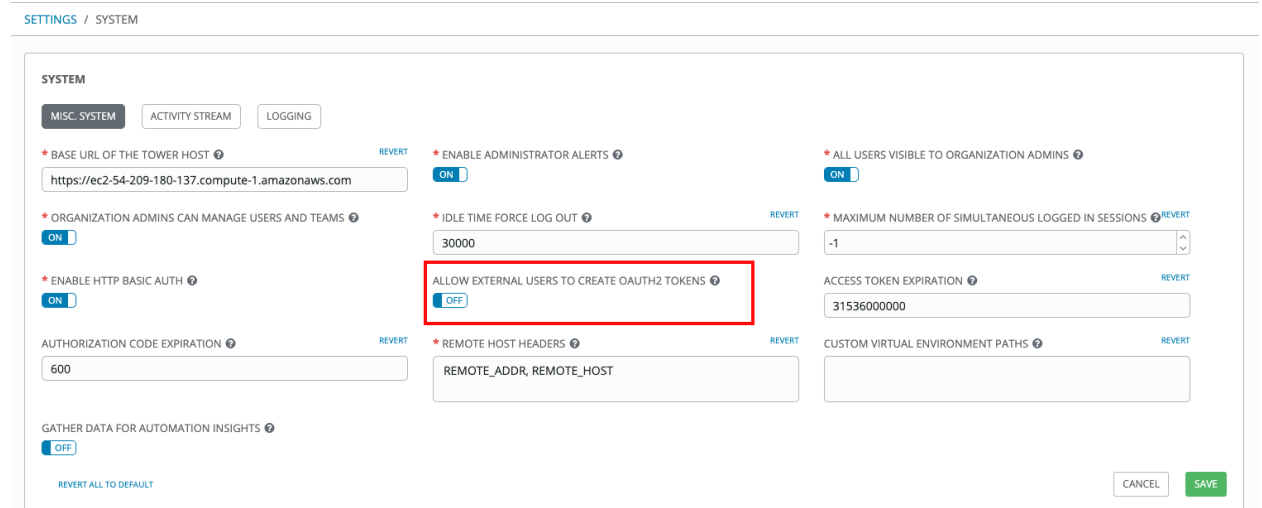 SETTINGS / SYSTEM
SYSTEM
MISC. SYSTEM ACTIVITY STREAM LOGGING
* BASE URL OF THE TOWER HOST ? REVERT * ENABLE ADMINISTRATOR ALERTS ? * ALL USERS VISIBLE TO ORGANIZATION ADMINS ?
https://ec2-54-209-180-137.compute-1.amazonaws.com ON ON
* ORGANIZATION ADMINS CAN MANAGE USERS AND TEAMS ? * IDLE TIME FORCE LOG OUT ? REVERT * MAXIMUM NUMBER OF SIMULTANEOUS LOGGED IN SESSIONS ? REVERT
ON 30000 -1
* ENABLE HTTP BASIC AUTH ? ALLOW EXTERNAL USERS TO CREATE OAUTH2 TOKENS ? ACCESS TOKEN EXPIRATION ? REVERT
ON OFF 31536000000
AUTHORIZATION CODE EXPIRATION ? REVERT * REMOTE HOST HEADERS ? REVERT CUSTOM VIRTUAL ENVIRONMENT PATHS ? REVERT
600 REMOTE_ADDR, REMOTE_HOST
GATHER DATA FOR AUTOMATION INSIGHTS ?
OFF
REVERT ALL TO DEFAULT CANCEL SAVE